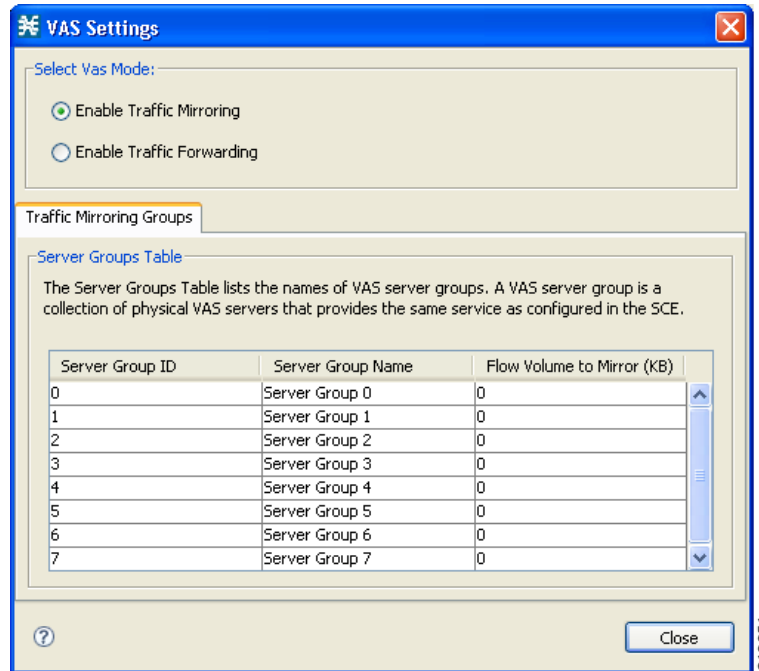 VAS Settings
Select Vas Mode:
Enable Traffic Mirroring
Enable Traffic Forwarding
Traffic Mirroring Groups
Server Groups Table
The Server Groups Table lists the names of VAS server groups. A VAS server group is a
collection of physical VAS servers that provides the same service as configured in the SCE.
Server Group ID Server Group Name Flow Volume to Mirror (KB)
0 Server Group 0 0
1 Server Group 1 0
2 Server Group 2 0
3 Server Group 3 0
4 Server Group 4 0
5 Server Group 5 0
6 Server Group 6 0
7 Server Group 7 0
? Close